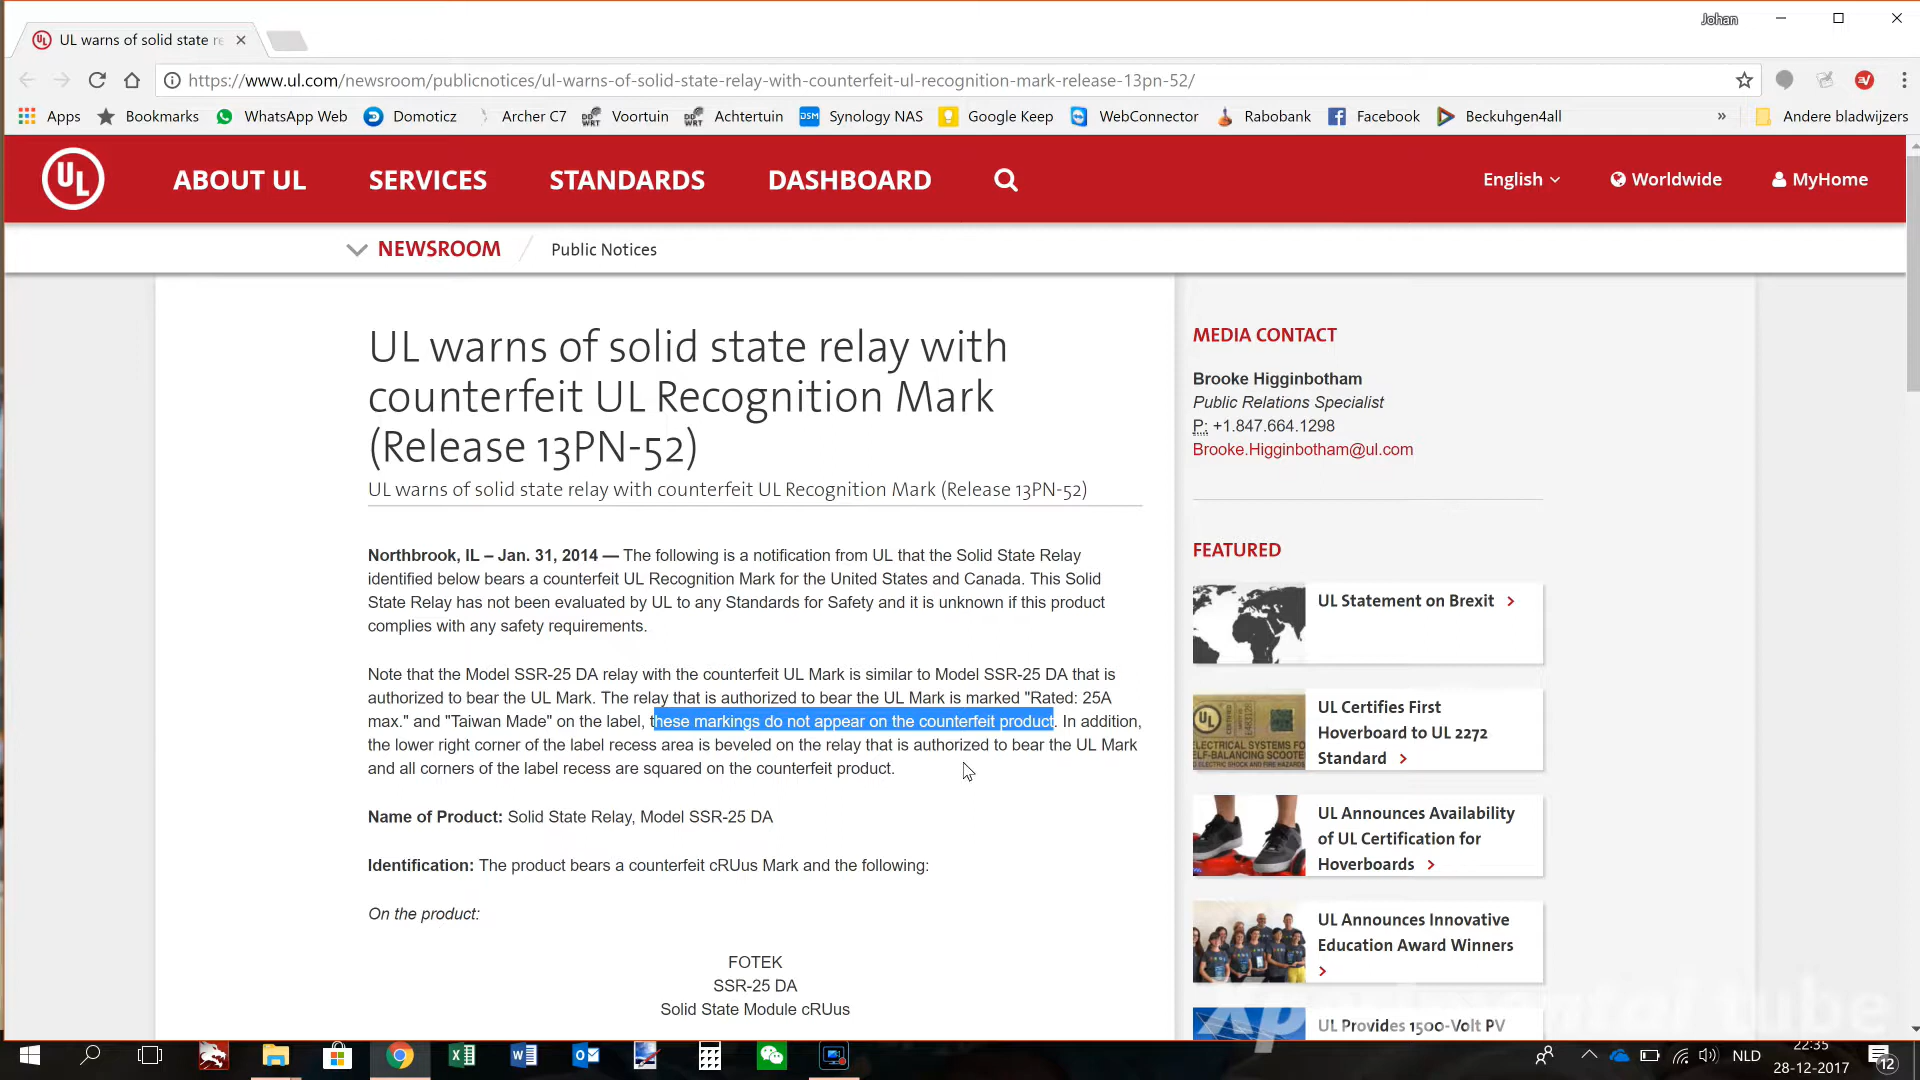 Johan
UL warns of solid state re
https://www.ul.com/newsroom/publicnotices/ul-warns-of-solid-state-relay-with-counterfeit-ul-recognition-mark-release-13pn-52/
Apps Bookmarks WhatsApp Web Domoticz Archer C7 Voortuin Achtertuin Synology NAS Google Keep WebConnector Rabobank Facebook Beckuhgen4all » Andere bladwijzers
UL ABOUT UL SERVICES STANDARDS DASHBOARD English Worldwide MyHome
NEWSROOM Public Notices
UL warns of solid state relay with
counterfeit UL Recognition Mark
(Release 13PN-52)
UL warns of solid state relay with counterfeit UL Recognition Mark (Release 13PN-52)
Northbrook, IL – Jan. 31, 2014 — The following is a notification from UL that the Solid State Relay
identified below bears a counterfeit UL Recognition Mark for the United States and Canada. This Solid
State Relay has not been evaluated by UL to any Standards for Safety and it is unknown if this product
complies with any safety requirements.
Note that the Model SSR-25 DA relay with the counterfeit UL Mark is similar to Model SSR-25 DA that is
authorized to bear the UL Mark. The relay that is authorized to bear the UL Mark is marked "Rated: 25A
max." and "Taiwan Made" on the label, these markings do not appear on the counterfeit product. In addition,
the lower right corner of the label recess area is beveled on the relay that is authorized to bear the UL Mark
and all corners of the label recess are squared on the counterfeit product.
Name of Product: Solid State Relay, Model SSR-25 DA
Identification: The product bears a counterfeit cRUus Mark and the following:
On the product:
FOTEK
SSR-25 DA
Solid State Module cRUus
MEDIA CONTACT
Brooke Higginbotham
Public Relations Specialist
P: +1.847.664.1298
Brooke.Higginbotham@ul.com
FEATURED
UL Statement on Brexit
UL Certifies First
Hoverboard to UL 2272
Standard
UL Announces Availability
of UL Certification for
Hoverboards
UL Announces Innovative
Education Award Winners
UL Provides 1500-Volt PV
NLD
22:35
28-12-2017
12